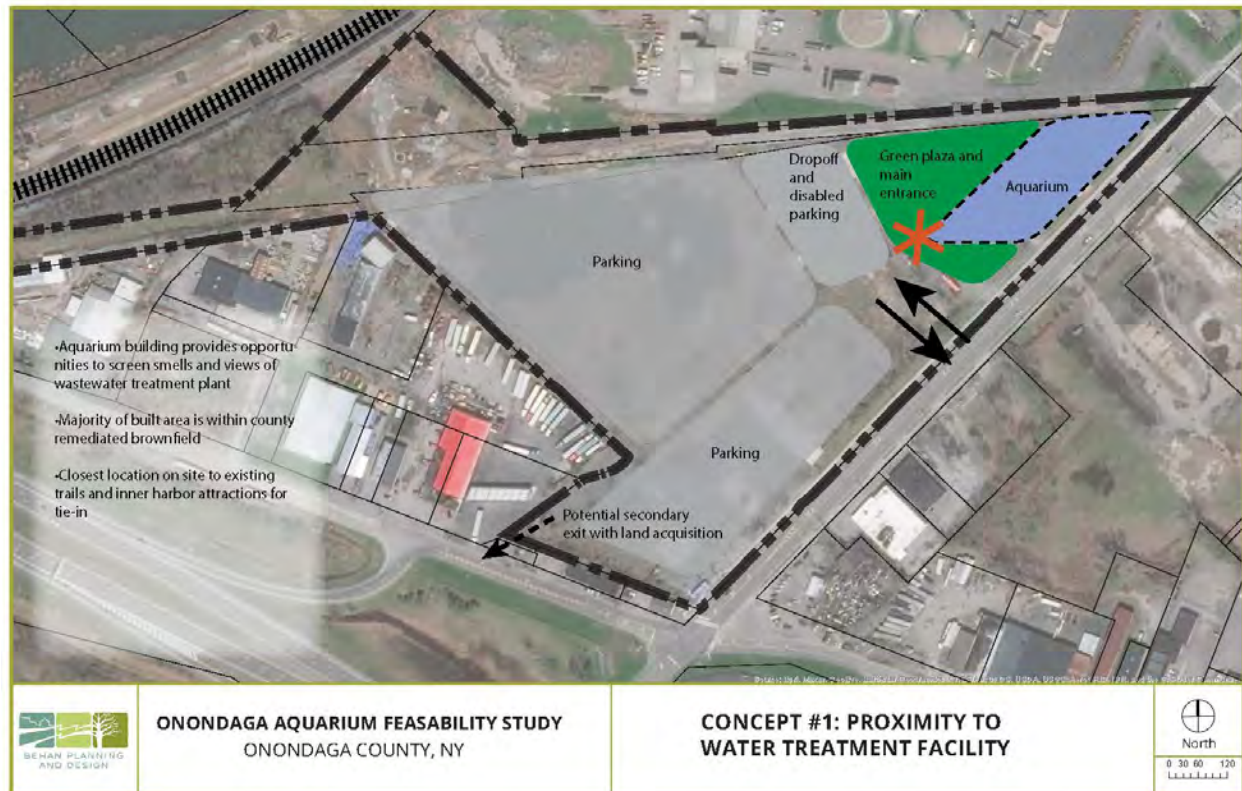 Dropoff
and
disabled
parking
Green plaza and
main
entrance
Aquarium
Parking
•Aquarium building provides opportu
nities to screen smells and views of
wastewater treatment plant
•Majority of built area is within county
remediated brownfield
•Closest location on site to existing
trails and inner harbor attractions for
tie-in
Parking
Potential secondary
exit with land acquisition
BEHAN PLANNING
AND DESIGN
ONONDAGA AQUARIUM FEASABILITY STUDY
ONONDAGA COUNTY, NY
CONCEPT #1: PROXIMITY TO
WATER TREATMENT FACILITY
North
0 30 60 120